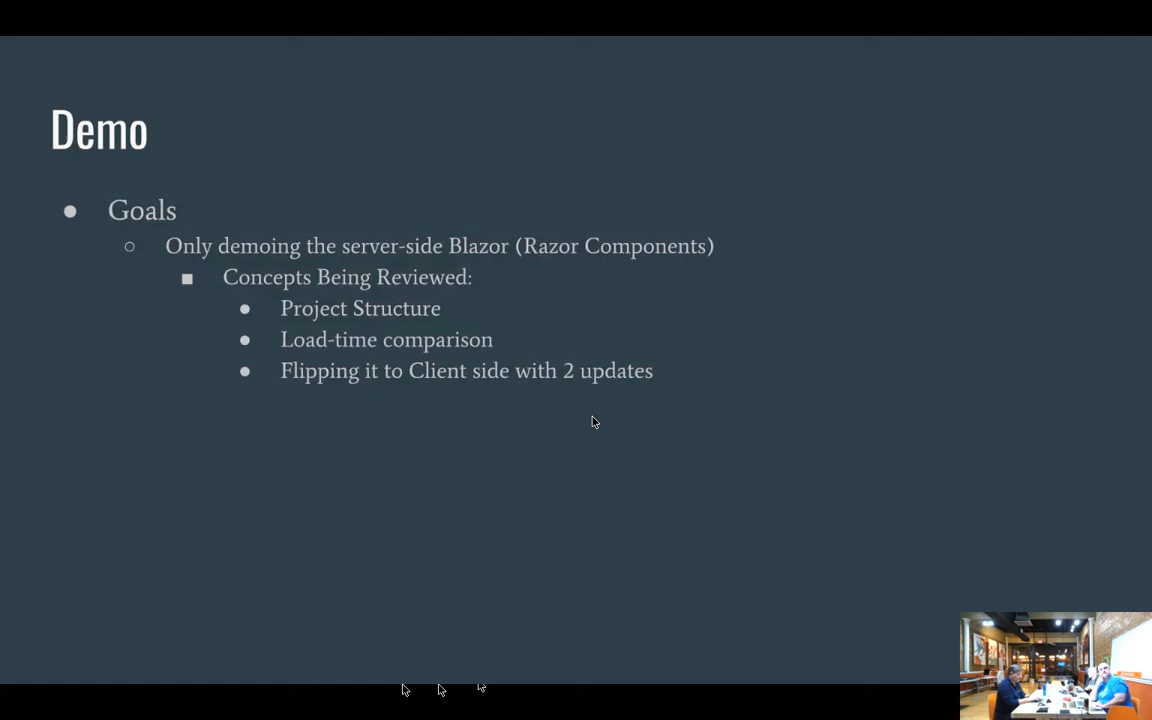 Demo
Goals
Only demoing the server-side Blazor (Razor Components)
Concepts Being Reviewed:
Project Structure
Load-time comparison
Flipping it to Client side with 2 updates